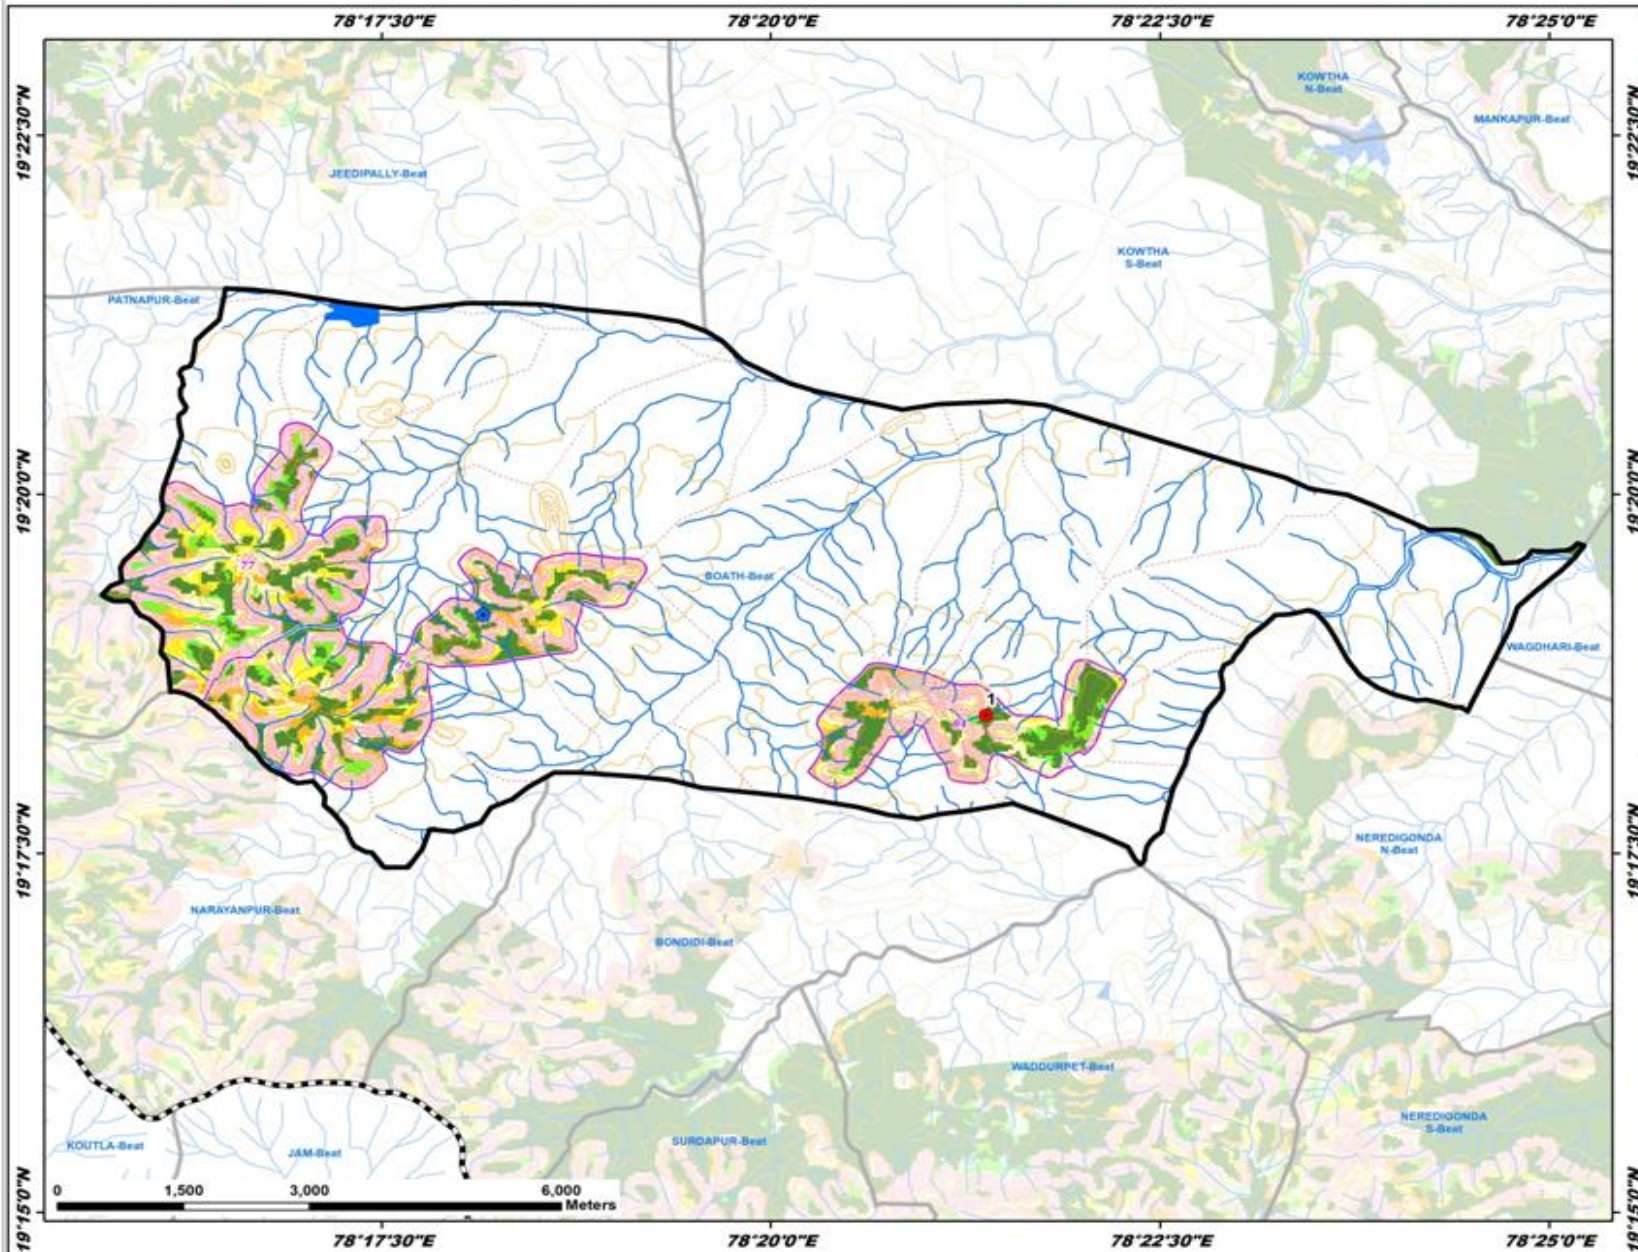 78°17'30"E 78°20'0"E 78°22'30"E 78°25'0"E
19°22'30"N
19°22'30"N
KOWTHA
N-Beat
MANKAPUR-Beat
JEEDIPALLY-Beat
KOWTHA
S-Beat
PATNAPUR-Beat
19°20'0"N
19°20'0"N
77
BOATH-Beat
WAGDHARI-Beat
1
NEREDIGONDA
N-Beat
19°17'30"N
19°17'30"N
NARAYANPUR-Beat
BONDIDI-Beat
WADDURPET-Beat
NEREDIGONDA
S-Beat
SURDAPUR-Beat
KOUTLA-Beat
JAM-Beat
0 1,500 3,000 6,000
Meters
19°15'0"N
19°15'0"N
78°17'30"E 78°20'0"E 78°22'30"E 78°25'0"E